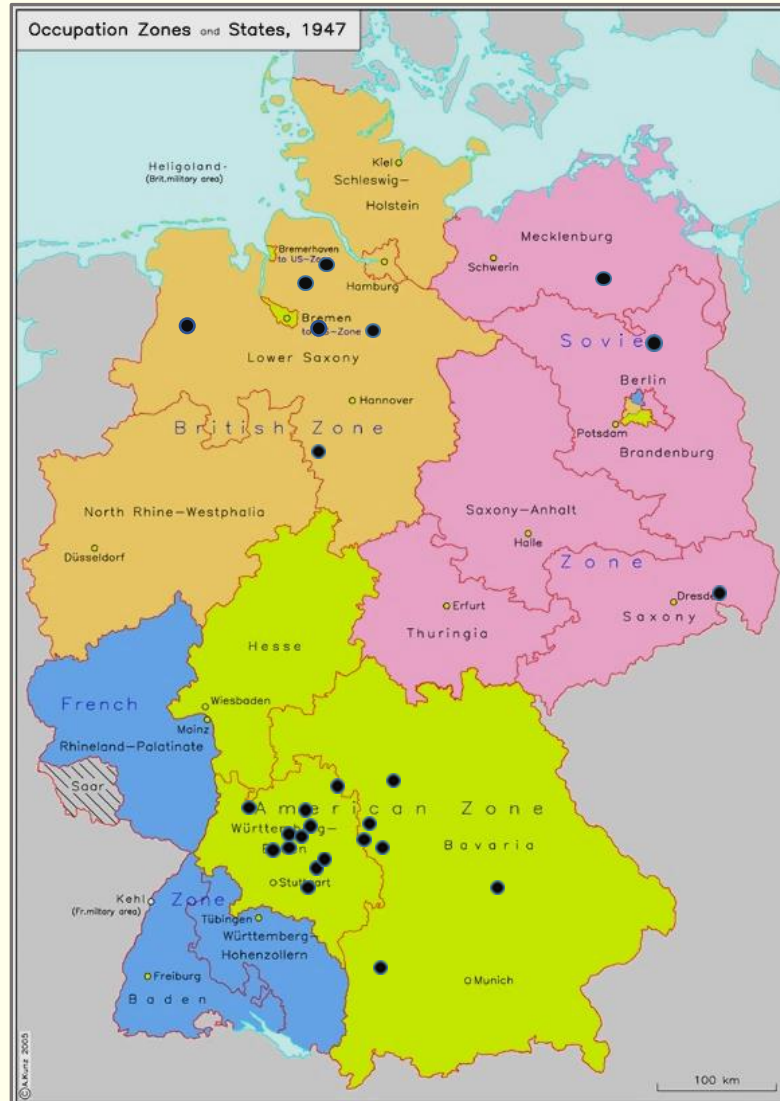 Occupation Zones and States, 1947
Heligoland-
(Brit.military area)
Kiel
Schleswig-
Holstein
Mecklenburg
Schwerin
Bremerhaven
to US-Zone
Hamburg
Bremen
to US-Zone
Lower Saxony
Hannover
British Zone
Sovie
Berlin
Potsdam
Brandenburg
North Rhine-Westphalia
Düsseldorf
Saxony-Anhalt
Halle
Zone
Dresde
Saxony
Erfurt
Thuringia
Hesse
French
Wiesbaden
Mainz
Rhineland-Palatinate
Saar
American Zone
Württemberg-
Bavaria
Stuttgart
Kehl
(Fr.military area)
Zone
Tübingen
Württemberg-
Hohenzollern
Freiburg
Baden
Munich
100 km
©A.Kunz 2005